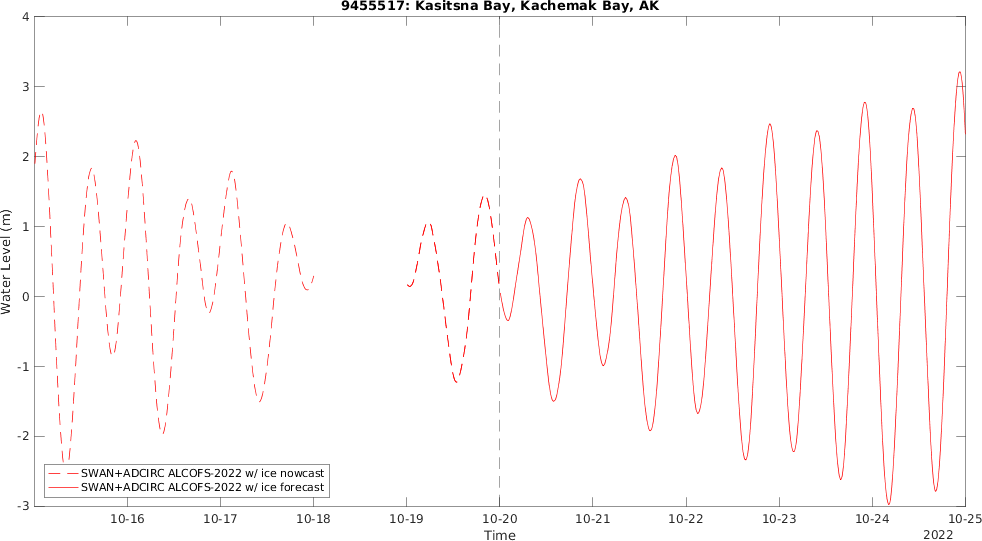 9455517: Kasitsna Bay, Kachemak Bay, AK
4
3
2
1
0
-1
-2
-3
Water Level (m)
SWAN+ADCIRC ALCOFS-2022 w/ ice nowcast
SWAN+ADCIRC ALCOFS-2022 w/ ice forecast
10-16 10-17 10-18 10-19 10-20 10-21 10-22 10-23 10-24 10-25
Time
2022